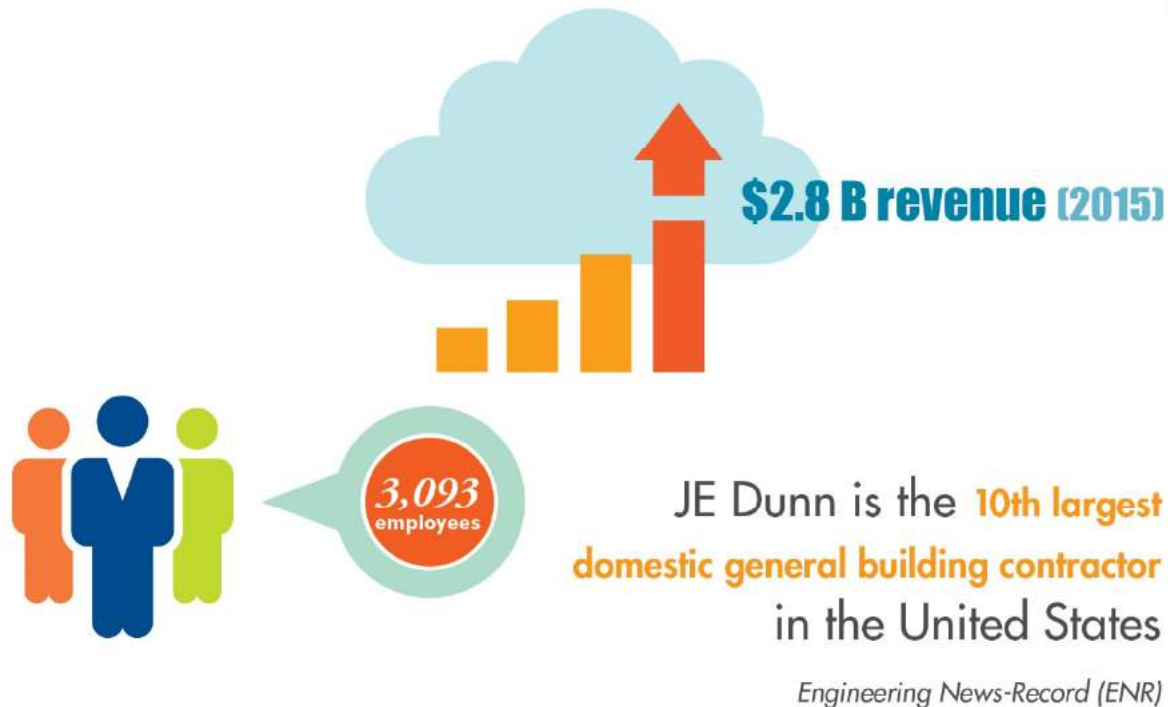 $2.8 B revenue (2015)
3,093
employees
JE Dunn is the 10th largest
domestic general building contractor
in the United States
Engineering News-Record (ENR)